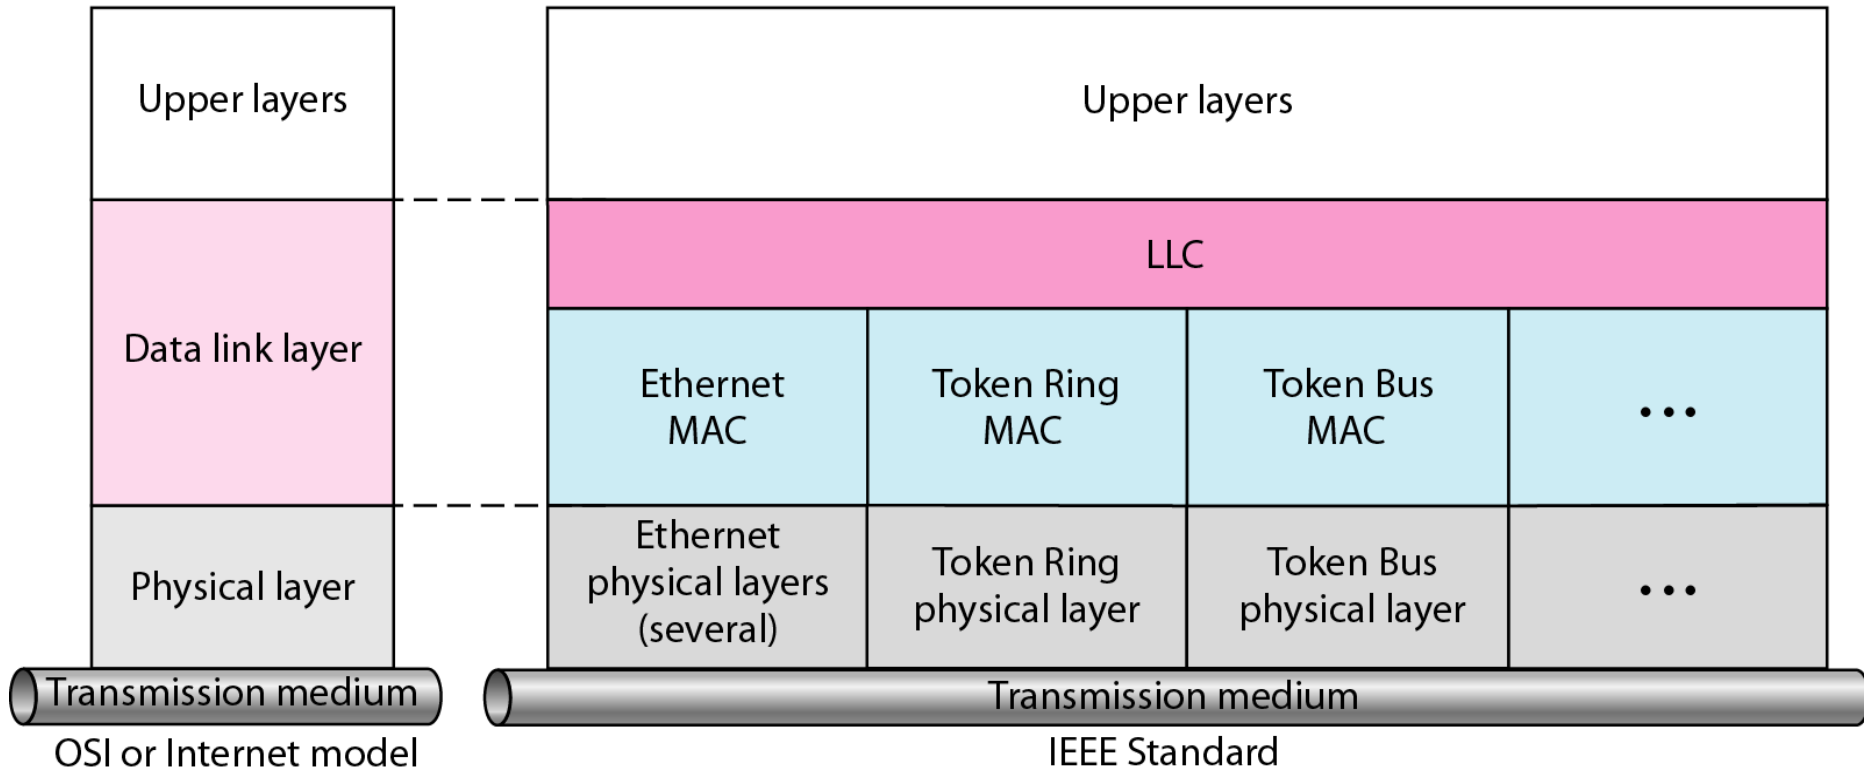 Upper layers
Data link layer
Physical layer
Transmission medium
OSI or Internet model
Upper layers
LLC
Ethernet
MAC
Token Ring
MAC
Token Bus
MAC
...
Ethernet
physical layers
(several)
Token Ring
physical layer
Token Bus
physical layer
...
Transmission medium
IEEE Standard